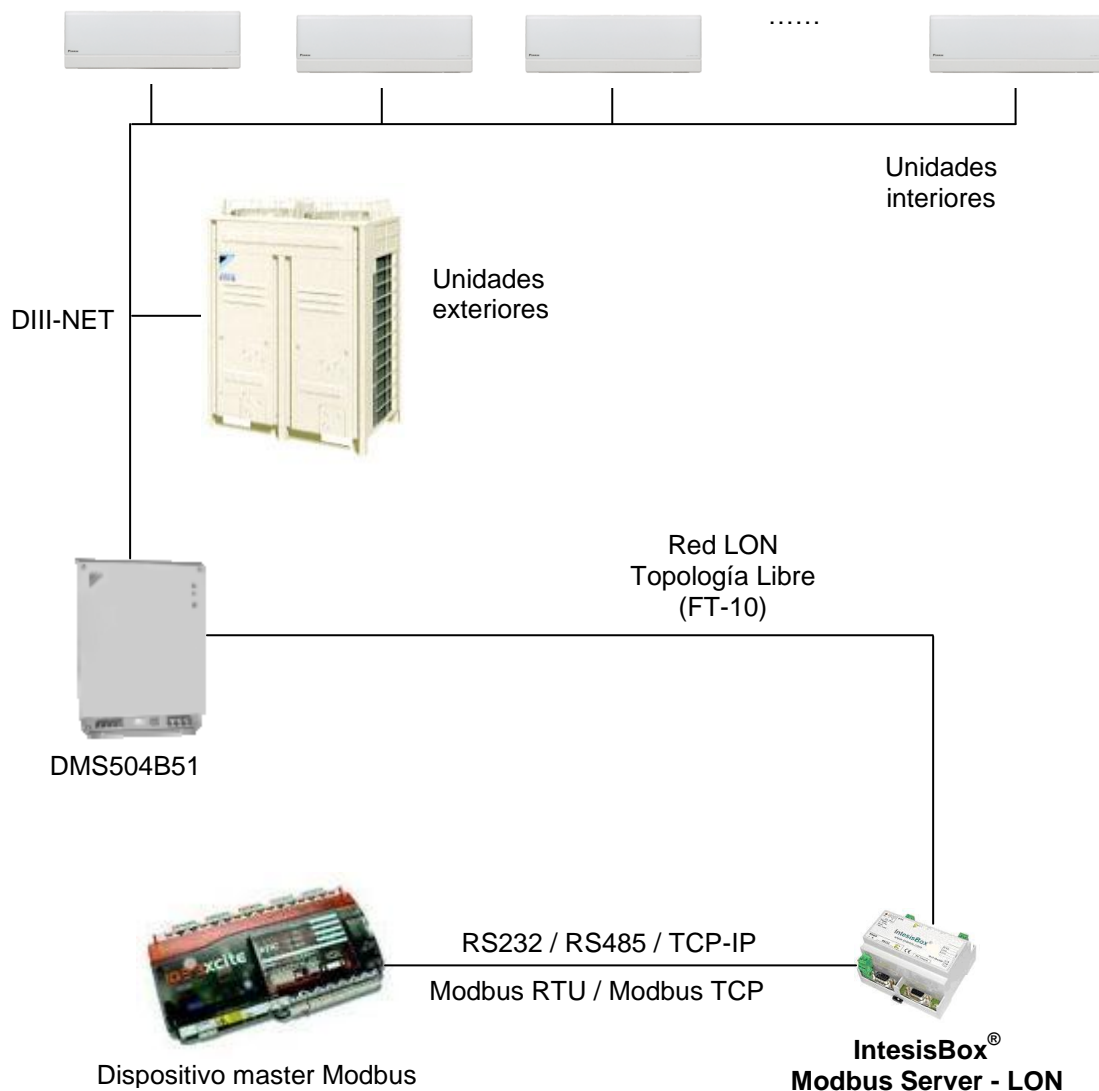 ......
Unidades
interiores
Unidades
exteriores
DIII-NET
Red LON
Topología Libre
(FT-10)
DMS504B51
RS232 / RS485 / TCP-IP
Modbus RTU / Modbus TCP
IntesisBox
IntesisBox®
Modbus Server - LON
Dispositivo master Modbus